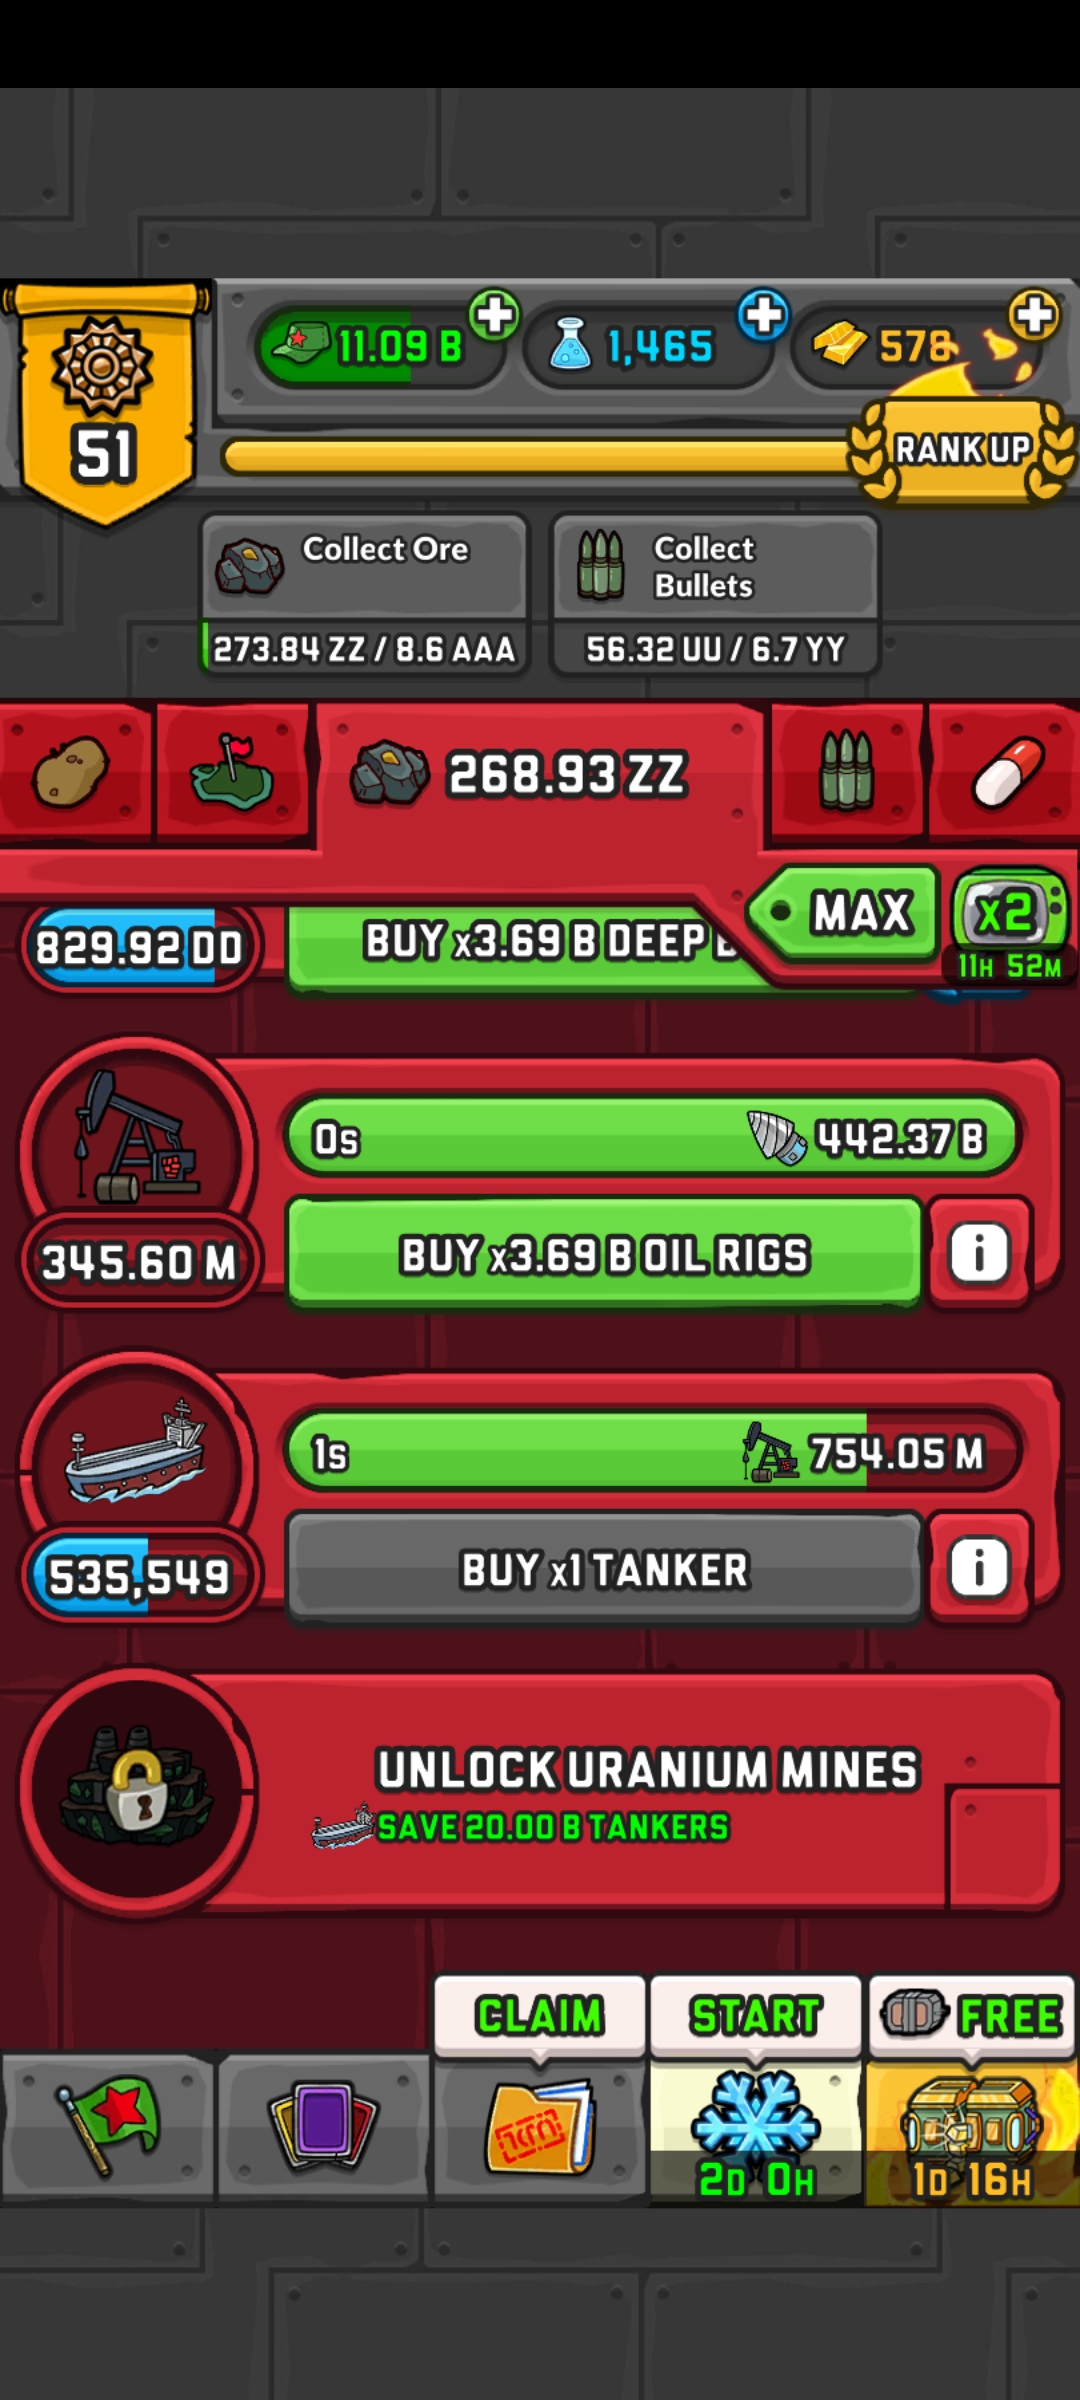 11.09 B
1,465
578
51
RANK UP
Collect Ore
Collect
Bullets
273.84 ZZ / 8.6 AAA
56.32 UU / 6.7 YY
268.93 ZZ
MAX
x2
11H 52M
829.92 DD
BUY x3.69 B DEEP
0s
442.37 B
345.60 M
BUY x3.69 B OIL RIGS
i
1s
754.05 M
535,549
BUY x1 TANKER
i
UNLOCK URANIUM MINES
SAVE 20.00 B TANKERS
CLAIM
START
FREE
2D 0H
1D 16H